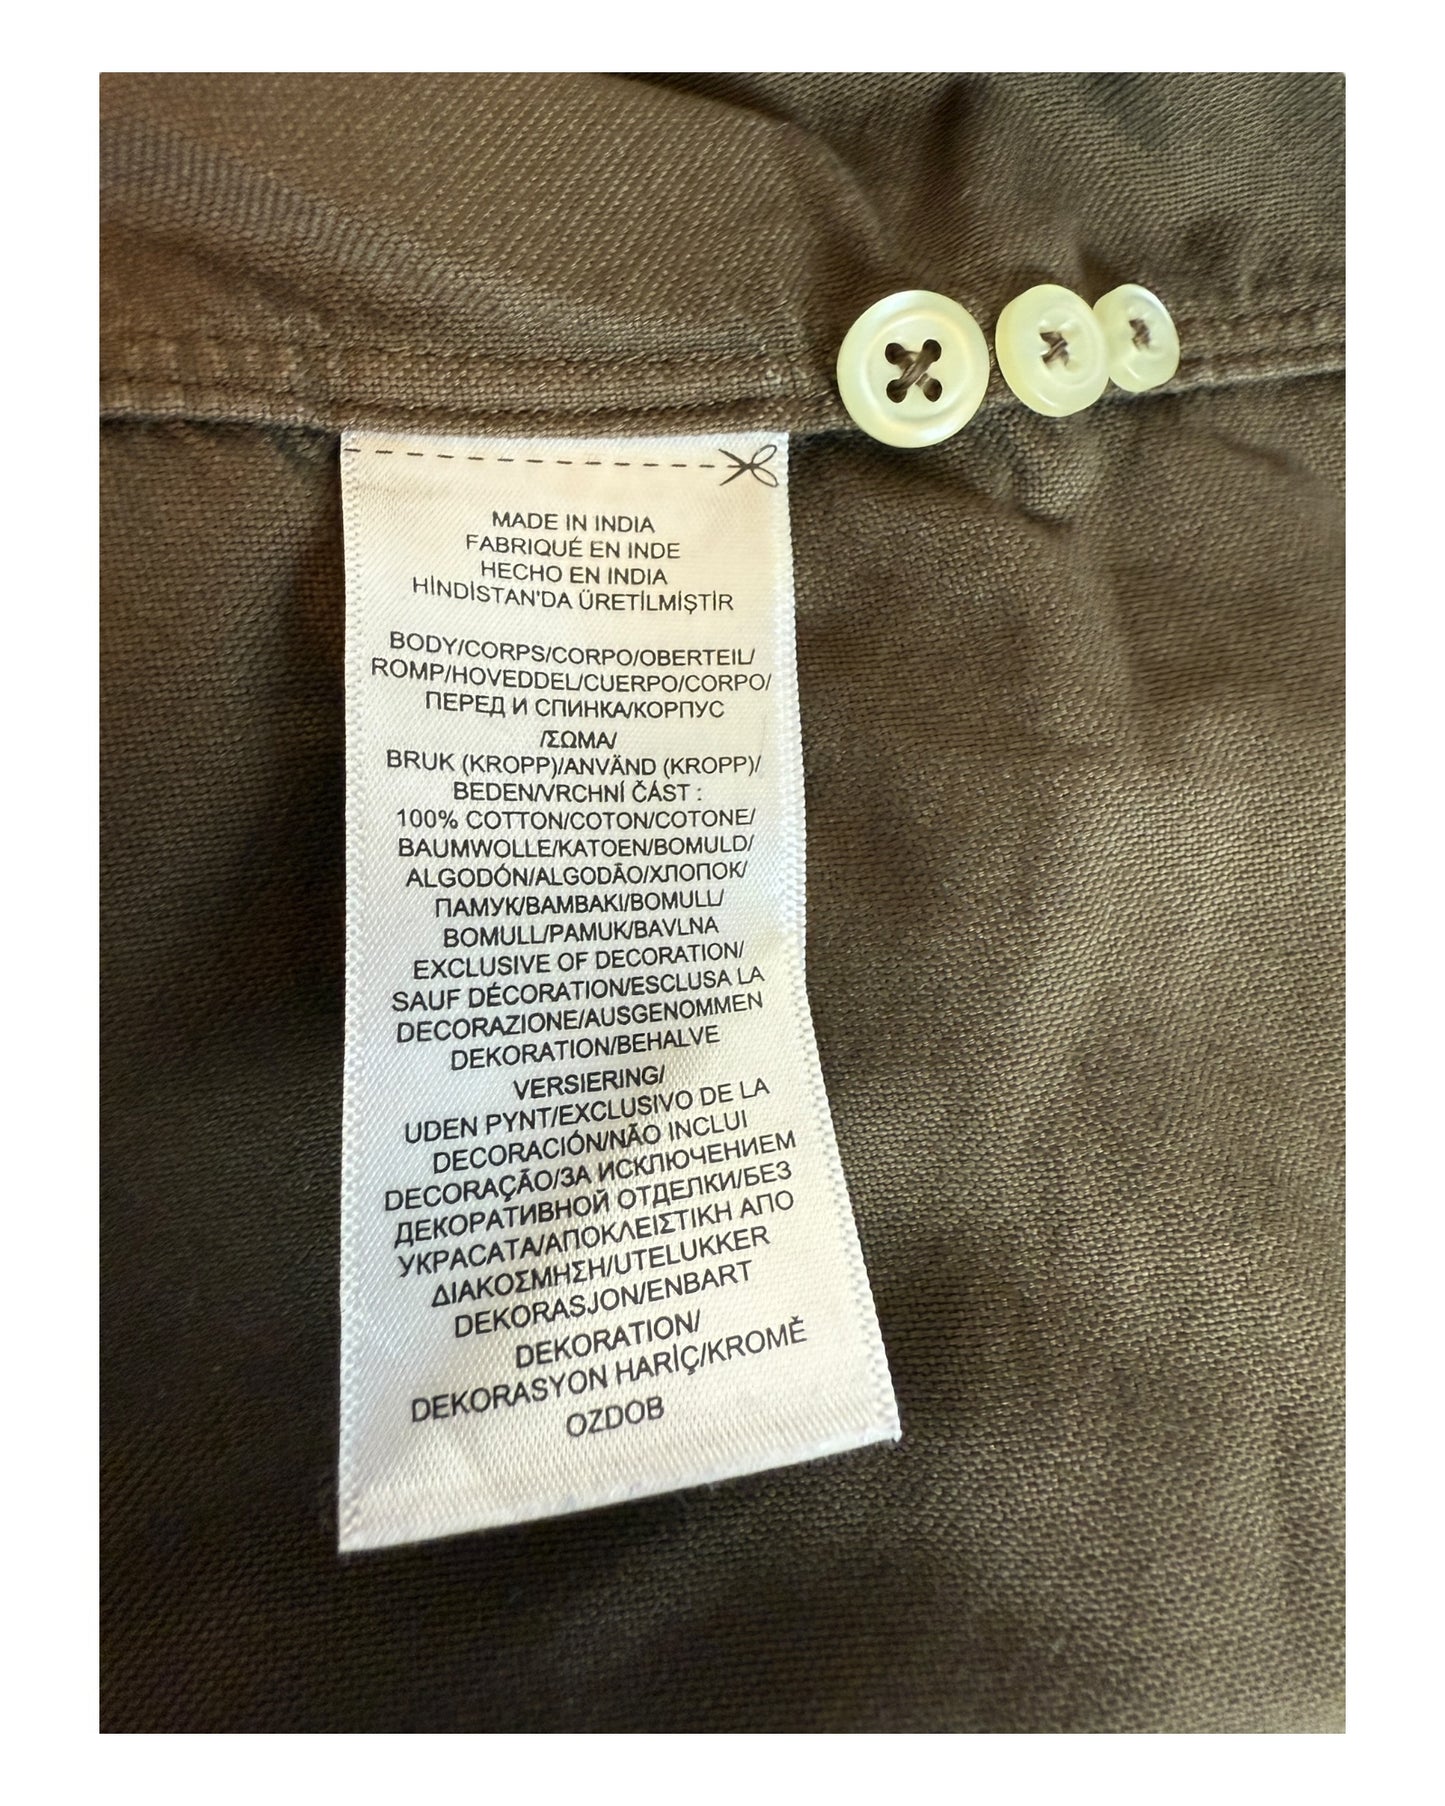 MADE IN INDIA
FABRIQUÉ EN INDE
HECHO EN INDIA
HİNDİSTAN'DA ÜRETİLMİŞTİR
BODY/CORPS/CORPO/OBERTEIL/
ROMP/HOVEDDEL/CUERPO/CORPO/
ПЕРЕД И СПИНКА/КОРПУС
/ΣΩΜΑ/
BRUK (KROPP)/ANVÄND (KROPP)/
BEDEN/VRCHNÍ ČÁST :
100% COTTON/COTON/COTONE/
BAUMWOLLE/KATOEN/BOMULD/
ALGODÓN/ALGODÃO/ХЛОПОК/
ПАМУК/BAMBAKI/BOMULL/
BOMULL/PAMUK/BAVLNA
EXCLUSIVE OF DECORATION/
SAUF DÉCORATION/ESCLUSA LA
DECORAZIONE/AUSGENOMMEN
DEKORATION/BEHALVE
VERSIERING/
UDEN PYNT/EXCLUSIVO DE LA
DECORACIÓN/NÃO INCLUI
DECORAÇÃO/ЗА ИСКЛЮЧЕНИЕМ
ДЕКОРАТИВНОЙ ОТДЕЛКИ/БЕЗ
УКРАСАТА/ΑΠΟΚΛΕΙΣΤΙΚΗ ΑΠΟ
ΔΙΑΚΟΣΜΗΣΗ/UTELUKKER
DEKORASJON/ENBART
DEKORATION/
DEKORASYON HARİÇ/KROMĚ
OZDOB